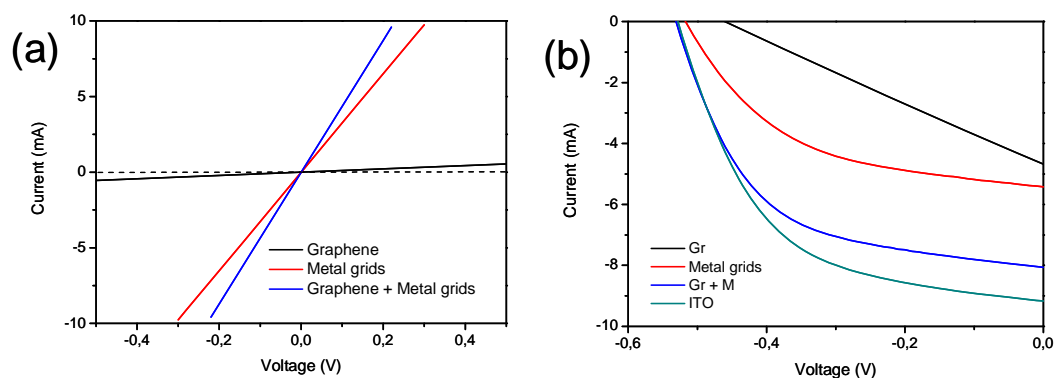 (a)
Current (mA)
10
5
0
-5
-10
Graphene
Metal grids
Graphene + Metal grids
-0,4
-0,2
0,0
0,2
0,4
Voltage (V)
(b)
Current (mA)
0
-2
-4
-6
-8
-10
Gr
Metal grids
Gr + M
ITO
-0,6
-0,4
-0,2
0,0
Voltage (V)